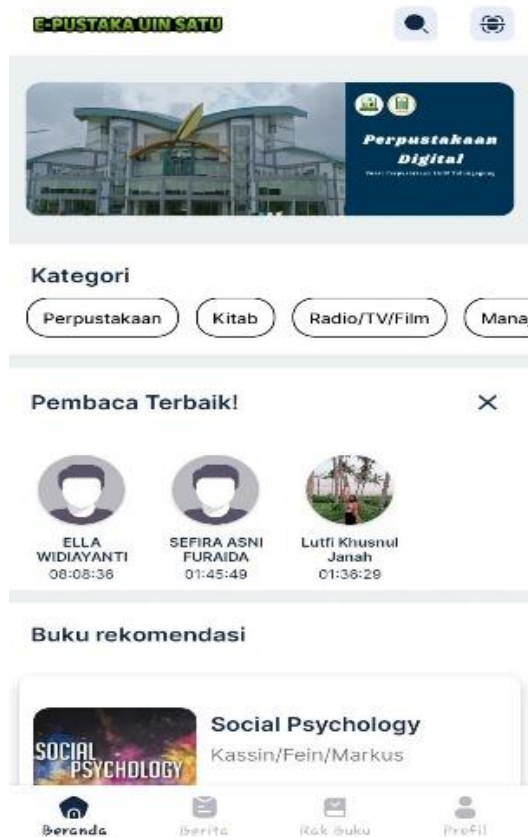 E-PUSTAKA UIN SATU
Perpustakaan
Digital
Kategori
Perpustakaan
Kitab
Radio/TV/Film
Mana
Pembaca Terbaik!
ELLA
WIDIAYANTI
08:08:36
SEFIRA ASNI
FURAIDA
01:45:49
Lutfi Khusnul
Janah
01:36:29
Buku rekomendasi
SOCIAL
PSYCHOLOGY
Social Psychology
Kassin/Fein/Markus
Beranda
Berita
Rak Buku
Profil